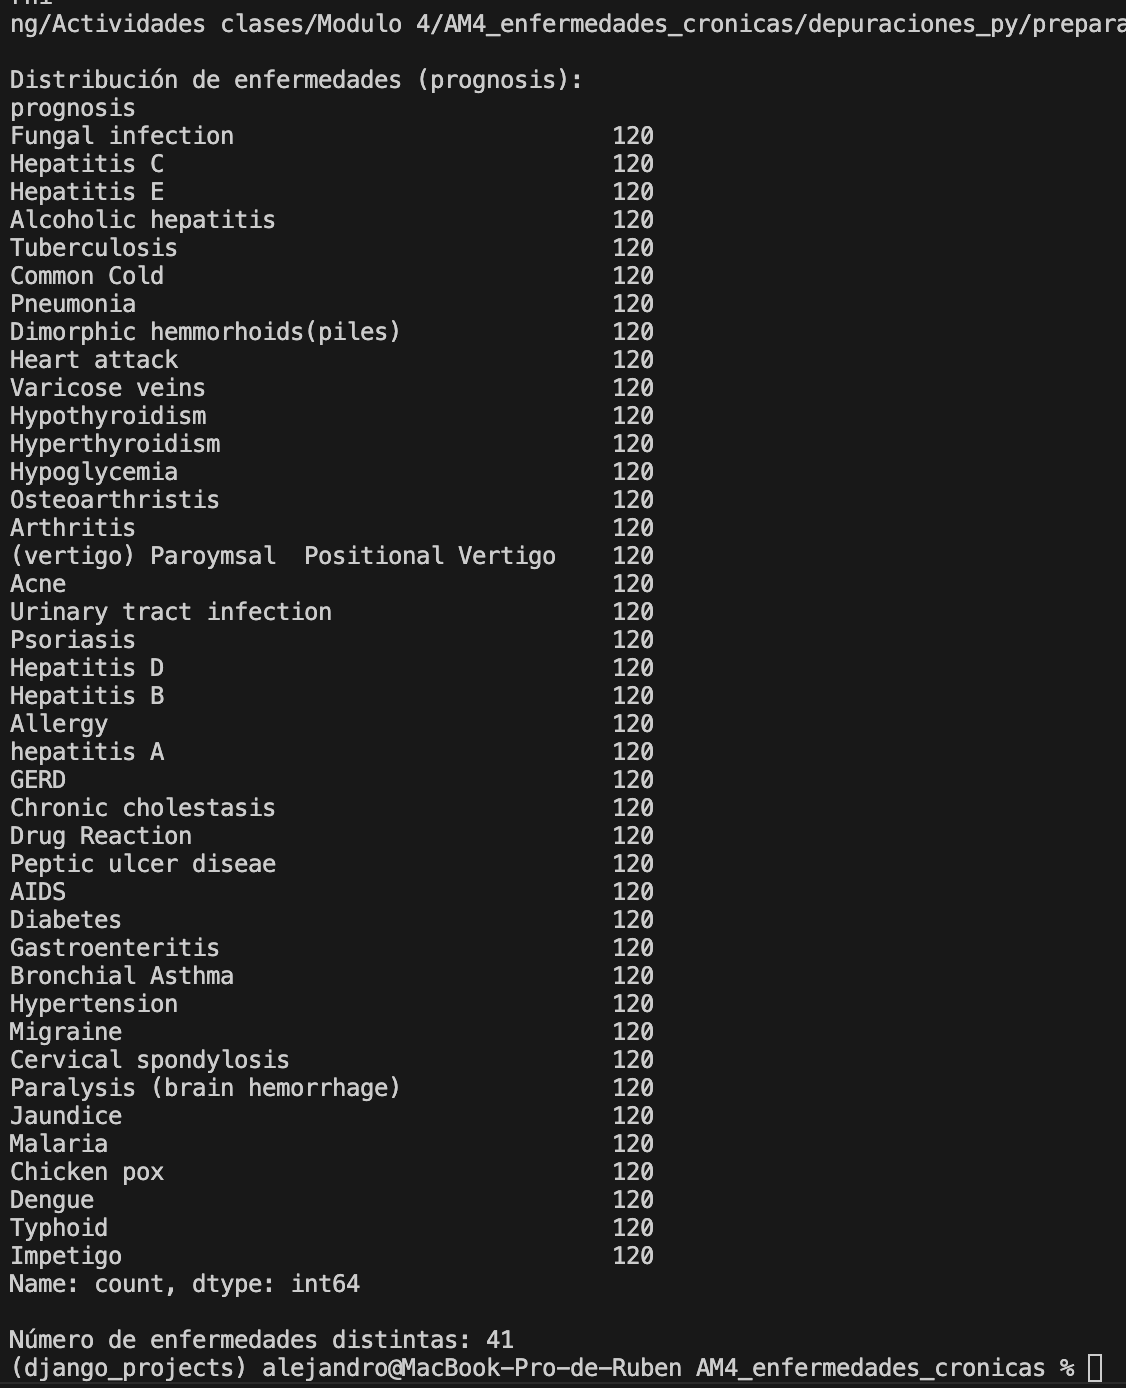 ng/Actividades clases/Modulo 4/AM4_enfermedades_cronicas/depuraciones_py/prepara
Distribución de enfermedades (prognosis):
prognosis
Fungal infection 120
Hepatitis C 120
Hepatitis E 120
Alcoholic hepatitis 120
Tuberculosis 120
Common Cold 120
Pneumonia 120
Dimorphic hemmorhoids(piles) 120
Heart attack 120
Varicose veins 120
Hypothyroidism 120
Hyperthyroidism 120
Hypoglycemia 120
Osteoarthristis 120
Arthritis 120
(vertigo) Paroymsal  Positional Vertigo 120
Acne 120
Urinary tract infection 120
Psoriasis 120
Hepatitis D 120
Hepatitis B 120
Allergy 120
hepatitis A 120
GERD 120
Chronic cholestasis 120
Drug Reaction 120
Peptic ulcer diseae 120
AIDS 120
Diabetes 120
Gastroenteritis 120
Bronchial Asthma 120
Hypertension 120
Migraine 120
Cervical spondylosis 120
Paralysis (brain hemorrhage) 120
Jaundice 120
Malaria 120
Chicken pox 120
Dengue 120
Typhoid 120
Impetigo 120
Name: count, dtype: int64
Número de enfermedades distintas: 41
(django_projects) alejandro@MacBook-Pro-de-Ruben AM4_enfermedades_cronicas %